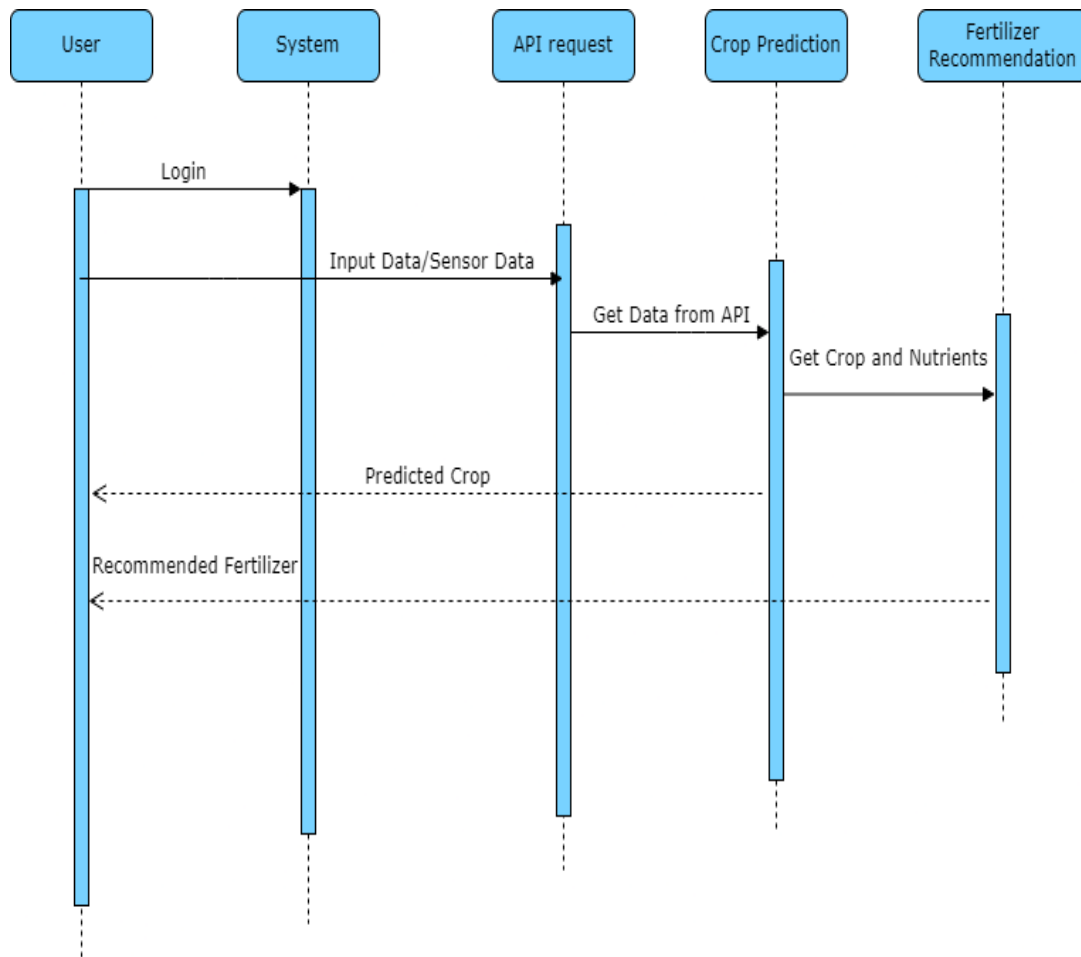 User
System
API request
Crop Prediction
Fertilizer
Recommendation
Login
Input Data/Sensor Data
Get Data from API
Get Crop and Nutrients
Predicted Crop
Recommended Fertilizer